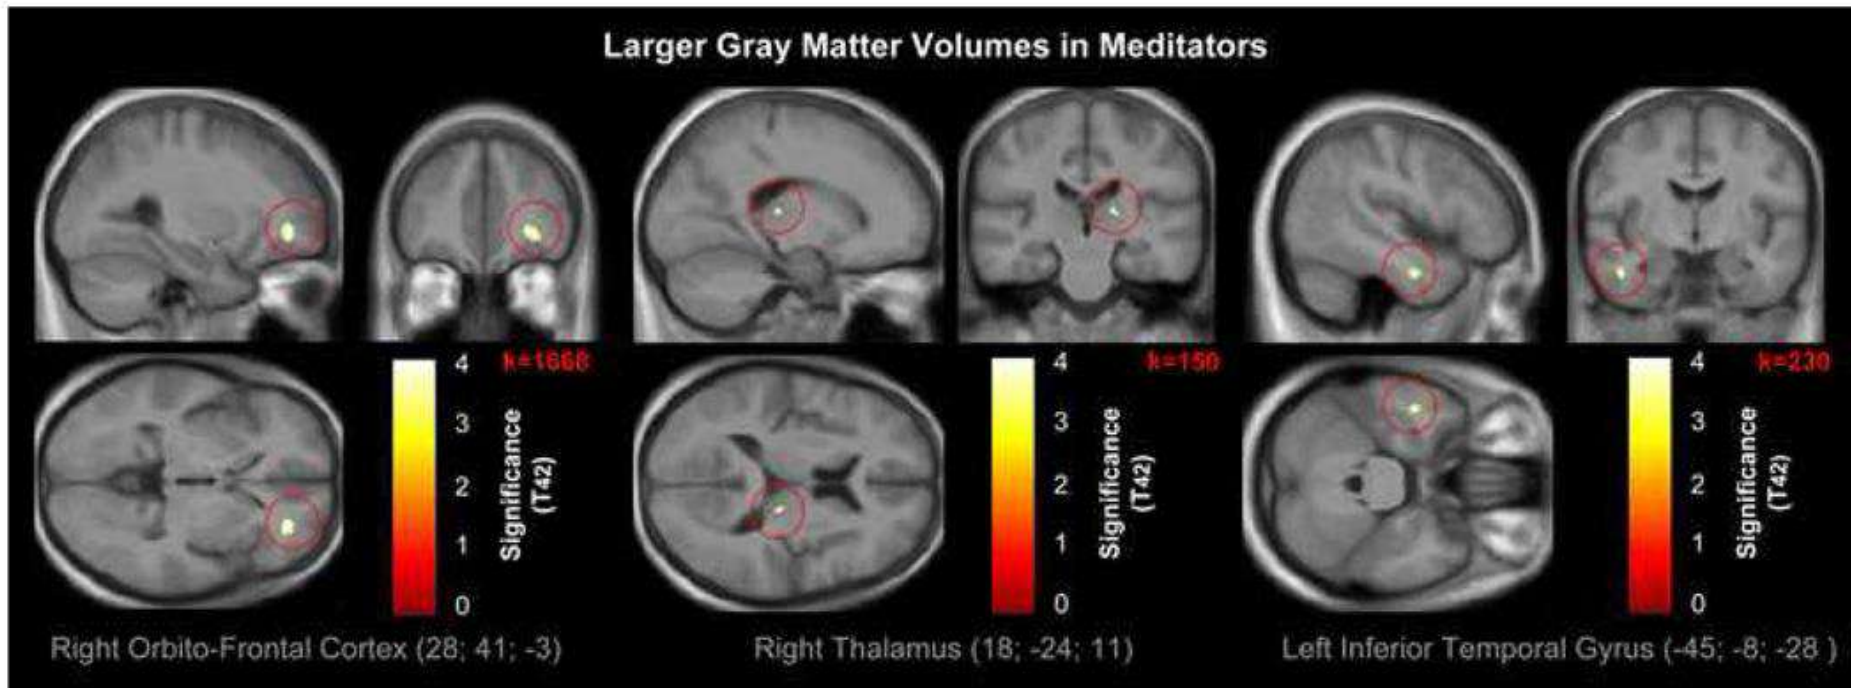 Larger Gray Matter Volumes in Meditators
4
k=1668
3
2
1
0
Significance
(T42)
Right Orbito-Frontal Cortex (28; 41; -3)
4
k=150
3
2
1
0
Significance
(T42)
Right Thalamus (18; -24; 11)
4
k=230
3
2
1
0
Significance
(T42)
Left Inferior Temporal Gyrus (-45; -8; -28 )